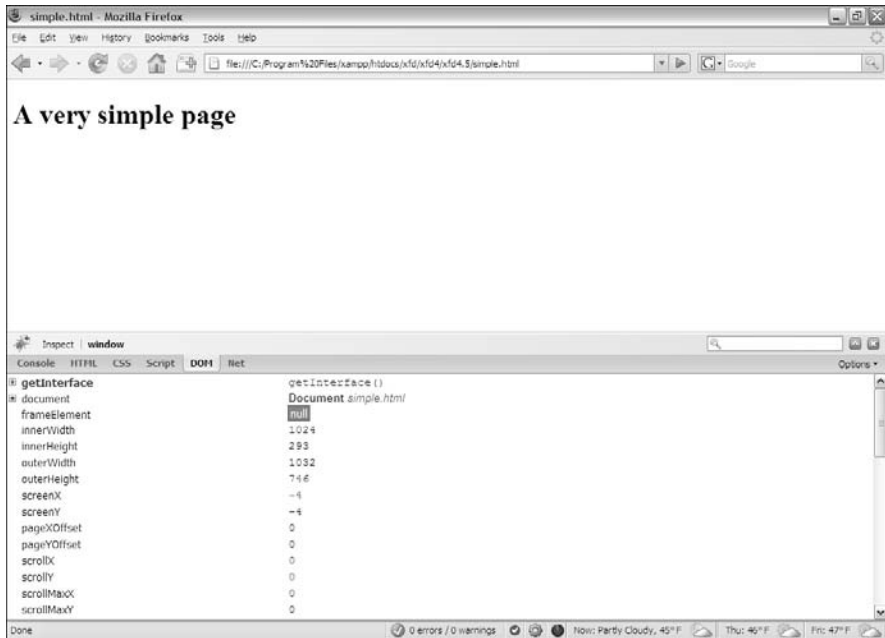 simple.html - Mozilla Firefox
File Edit View History Bookmarks Tools Help
file:///C:/Program%20Files/xampp/htdocs/xfd/xfd4/xfd4.5/simple.html G Google
A very simple page
Inspect window
Console HTML CSS Script DOM Net Options
getInterface getInterface()
document Document simple.html
frameElement null
innerWidth 1024
innerHeight 293
outerWidth 1032
outerHeight 746
screenX -4
screenY -4
pageXOffset 0
pageYOffset 0
scrollX 0
scrollY 0
scrollMaxX 0
scrollMaxY 0
Done 0 errors / 0 warnings Now: Partly Cloudy, 45° F Thu: 46° F Fri: 47° F